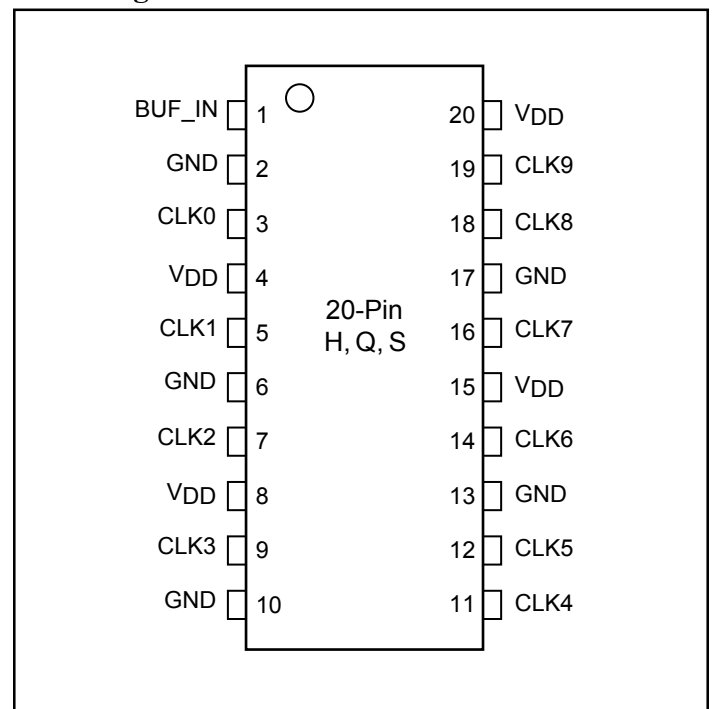 BUF_IN 1 20 VDD
GND 2 19 CLK9
CLK0 3 18 CLK8
VDD 4 17 GND
20-Pin
H, Q, S
CLK1 5 16 CLK7
GND 6 15 VDD
CLK2 7 14 CLK6
VDD 8 13 GND
CLK3 9 12 CLK5
GND 10 11 CLK4